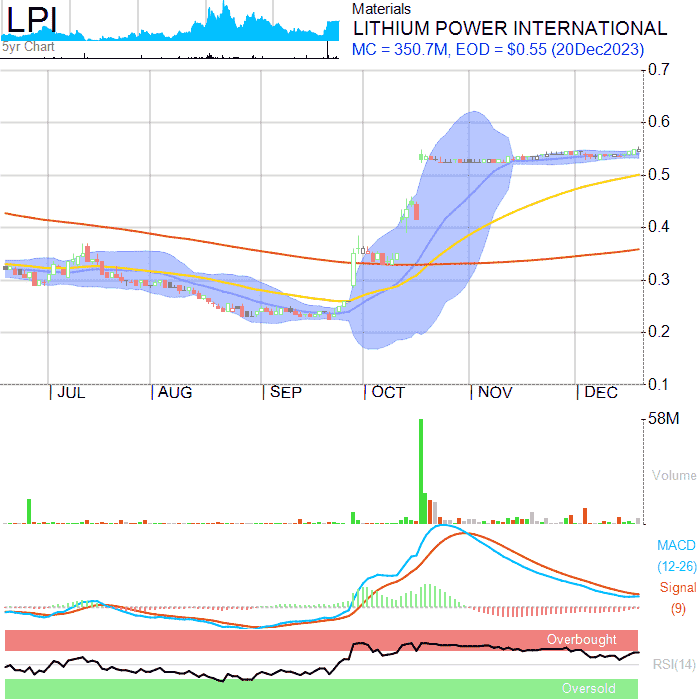 LPI
5yr Chart
Materials
LITHIUM POWER INTERNATIONAL
MC = 350.7M, EOD = $0.55 (20Dec2023)
0.7
0.6
0.5
0.4
0.3
0.2
0.1
JUL AUG SEP OCT NOV DEC
58M
Volume
MACD
(12-26)
Signal
(9)
Overbought
RSI(14)
Oversold